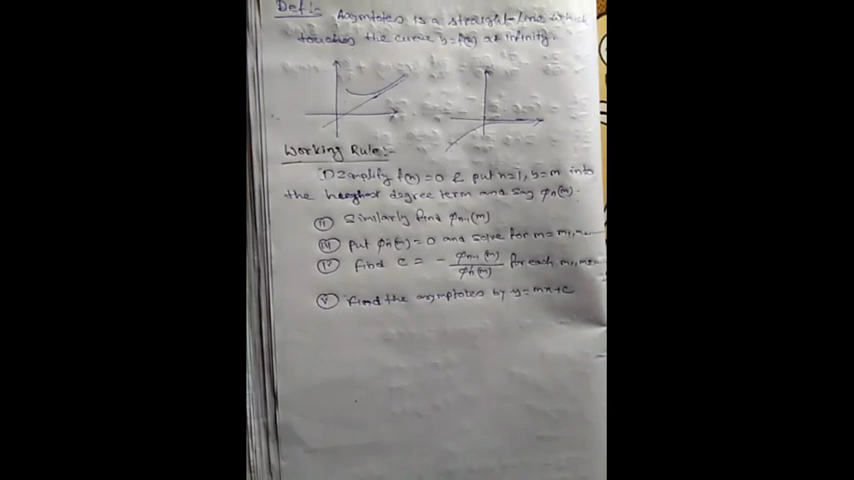 Def:- Asymptotes is a straight-line which
touches the curve y=f(x) at infinity.
Working Rule:-
I) Simplify f(x)=0 & put x=1, y=m into
the heighest degree term and say φn(m).
II Similarly find φn-1(m)
III put φn(m)=0 and solve for m=m1,m2...
IV find c = - φn-1(m) / φn'(m) for each m1,m2...
V find the asymptotes by y=mx+c